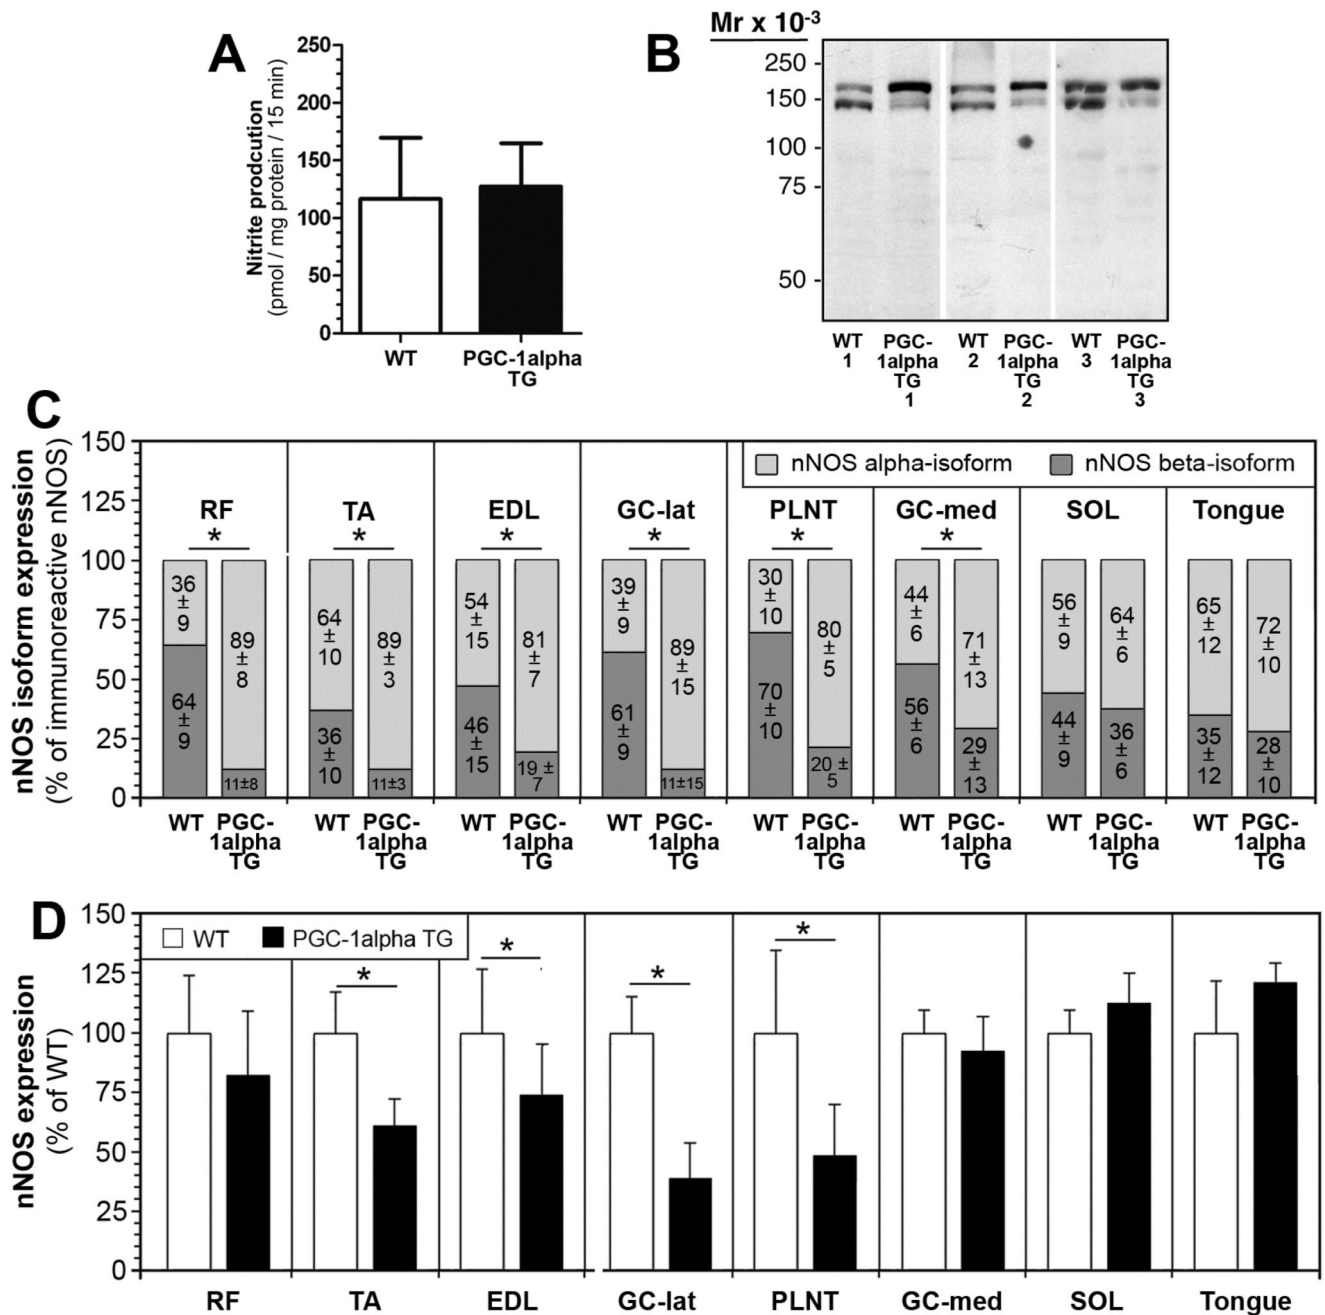 A
Nitrite prodcution
(pmol / mg protein / 15 min)
250
200
150
100
50
0
WT
PGC-1alpha
TG
B
Mr x 10-3
250 -
150 -
100 -
75 -
50 -
WT
1
PGC-
1alpha
TG
1
WT
2
PGC-
1alpha
TG
2
WT
3
PGC-
1alpha
TG
3
C
nNOS isoform expression
(% of immunoreactive nNOS)
150
125
100
75
50
25
0
nNOS alpha-isoform
nNOS beta-isoform
RF
*
36
±
9
64
±
9
89
±
8
11±8
TA
*
64
±
10
36
±
10
89
±
3
11±3
EDL
*
54
±
15
46
±
15
81
±
7
19 ±
7
GC-lat
*
39
±
9
61
±
9
89
±
15
11±15
PLNT
*
30
±
10
70
±
10
80
±
5
20 ±
5
GC-med
*
44
±
6
56
±
6
71
±
13
29
±
13
SOL
56
±
9
44
±
9
64
±
6
36
±
6
Tongue
65
±
12
35
±
12
72
±
10
28
±
10
WT
PGC-
1alpha
TG
WT
PGC-
1alpha
TG
WT
PGC-
1alpha
TG
WT
PGC-
1alpha
TG
WT
PGC-
1alpha
TG
WT
PGC-
1alpha
TG
WT
PGC-
1alpha
TG
WT
PGC-
1alpha
TG
D
nNOS expression
(% of WT)
150
125
100
75
50
25
0
WT
PGC-1alpha TG
*
*
*
*
RF
TA
EDL
GC-lat
PLNT
GC-med
SOL
Tongue